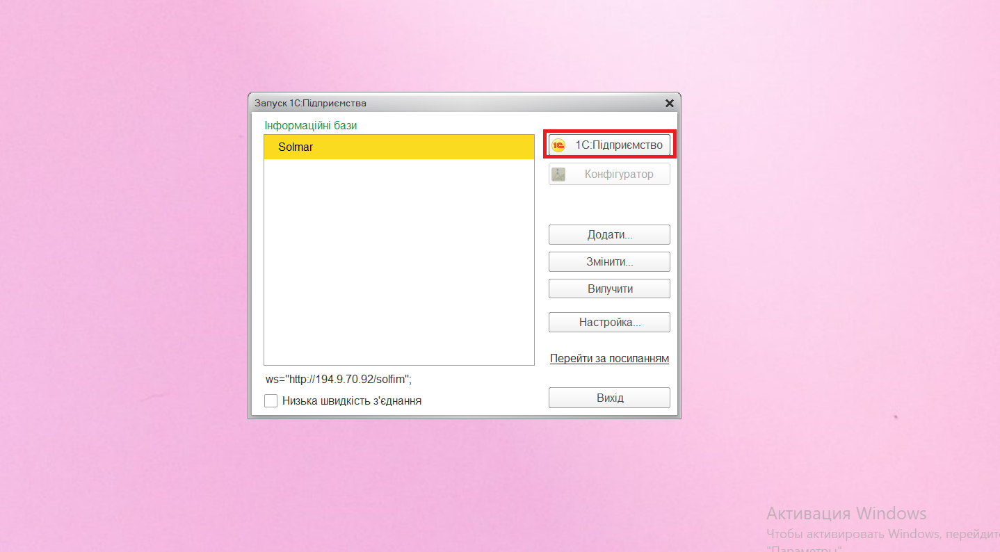 Запуск 1С:Підприємства
Інформаційні бази
Solmar
1С:Підприємство
Конфігуратор
Додати...
Змінити...
Вилучити
Настройка...
Перейти за посиланням
ws="http://194.9.70.92/solfim";
Низька швидкість з'єднання
Вихід
Активация Windows
Чтобы активировать Windows, перейдите
"Параметры"